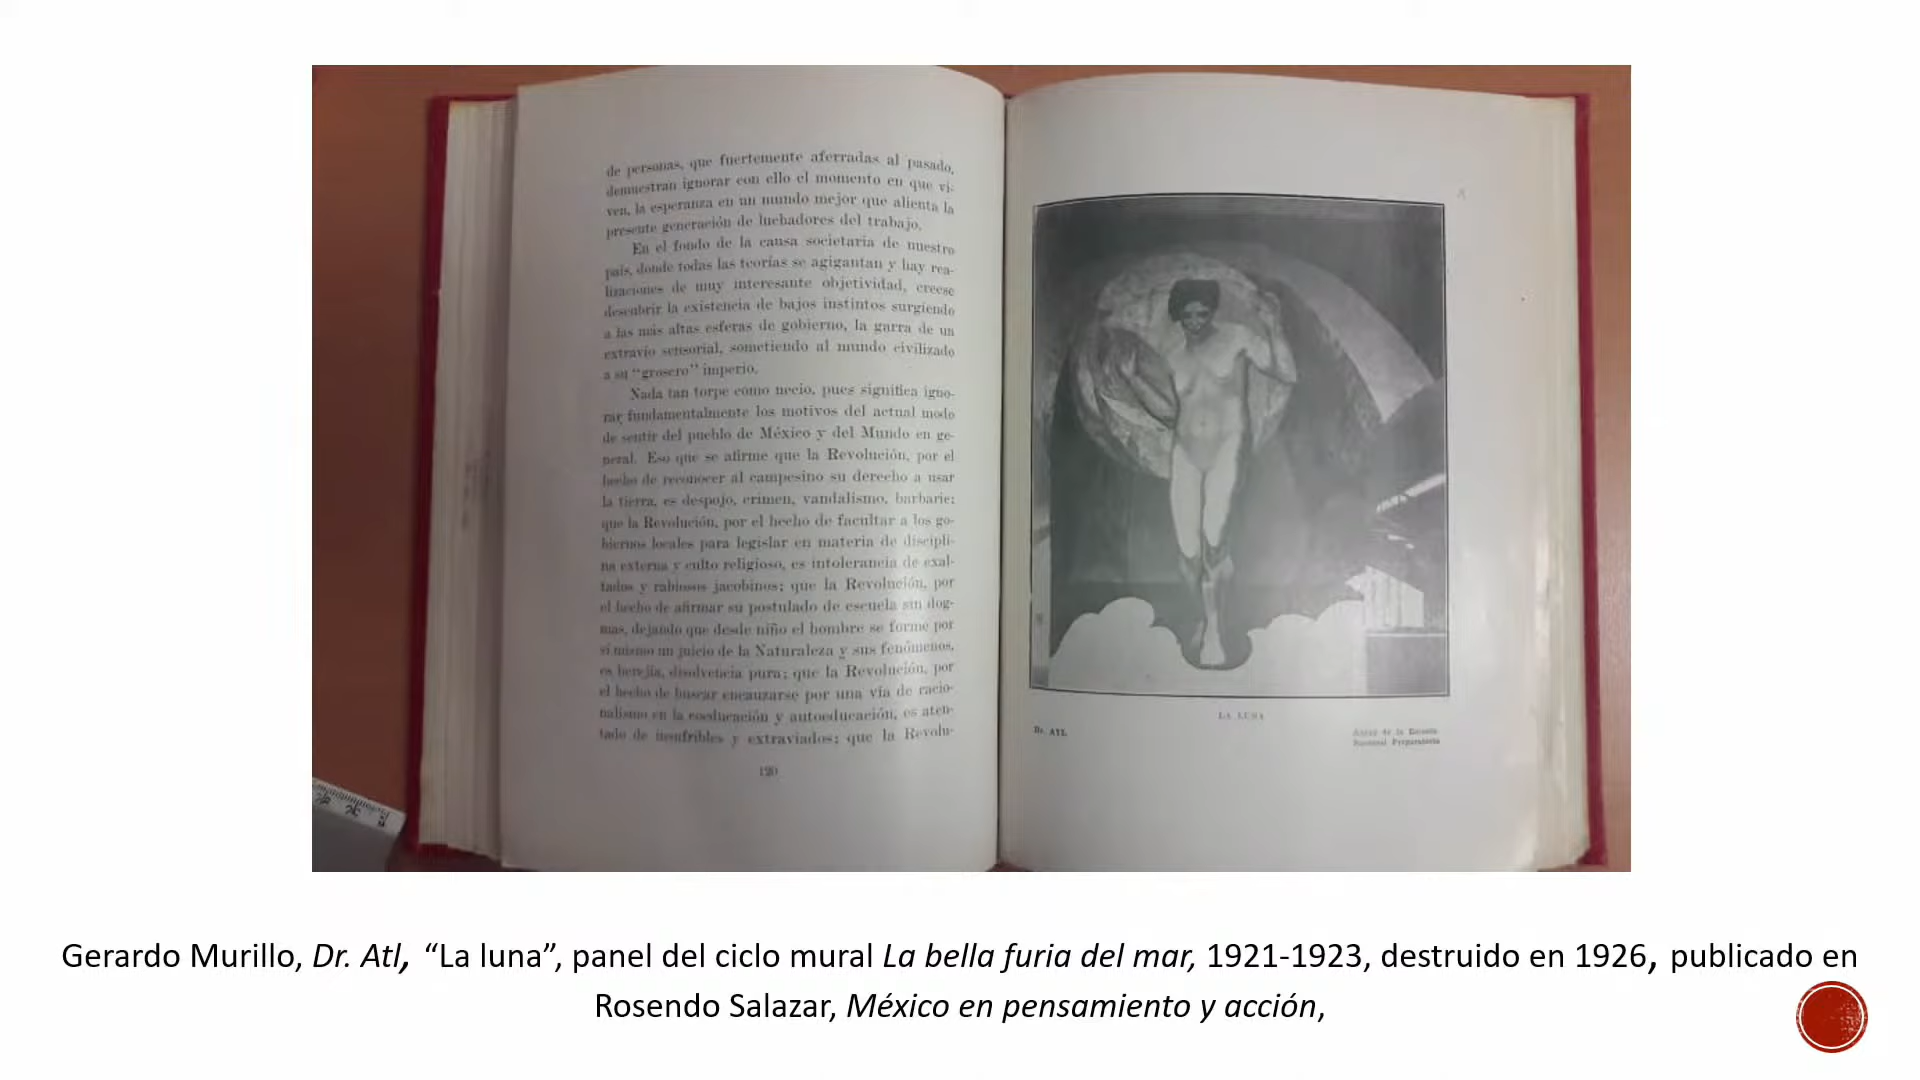 de personas, que fuertemente aferradas al pasado,
demuestran ignorar con ello el momento en que vi-
ven, la esperanza en un mundo mejor que alienta la
presente generación de luchadores del trabajo.
En el fondo de la causa societaria de nuestro
país, donde todas las teorías se agigantan y hay rea-
lizaciones de muy interesante objetividad, creese
descubrir la existencia de bajos instintos surgiendo
a las más altas esferas de gobierno, la garra de un
extravío sensorial, sometiendo al mundo civilizado
a su "grosero" imperio.
Nada tan torpe como necio, pues significa igno-
rar fundamentalmente los motivos del actual modo
de sentir del pueblo de México y del Mundo en ge-
neral. Eso que se afirme que la Revolución, por el
hecho de reconocer al campesino su derecho a usar
la tierra, es despojo, crimen, vandalismo, barbarie;
que la Revolución, por el hecho de facultar a los go-
biernos locales para legislar en materia de discipli-
na externa y culto religioso, es intolerancia de exal-
tados y rabiosos jacobinos; que la Revolución, por
el hecho de afirmar su postulado de escuela sin dog-
mas, dejando que desde niño el hombre se forme por
sí mismo un juicio de la Naturaleza y sus fenómenos,
es herejía, disolvencia pura; que la Revolución, por
el hecho de buscar encauzarse por una vía de racio-
nalismo en la coeducación y autoeducación, es aten-
tado de insufribles y extraviados; que la Revolu-
120
LA LUNA
Dr. ATL
Anexo de la Escuela
Nacional Preparatoria
Gerardo Murillo, Dr. Atl, “La luna”, panel del ciclo mural La bella furia del mar, 1921-1923, destruido en 1926, publicado en
Rosendo Salazar, México en pensamiento y acción,